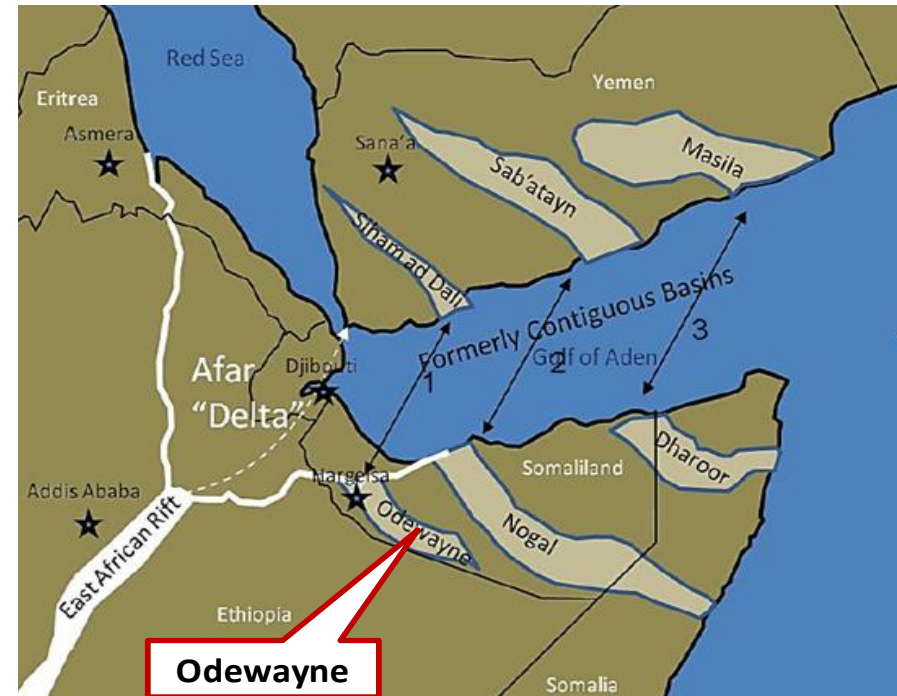 Red Sea
Yemen
Eritrea
Asmera
Sana'a
Masila
Sab'atayn
Siham ad Dali
Formerly Contiguous Basins
3
Gulf of Aden
2
1
Afar
"Delta"
Djibouti
Dharoor
Somaliland
Hargeisa
Addis Ababa
Odewayne
Nogal
East African Rift
Ethiopia
Odewayne
Somalia